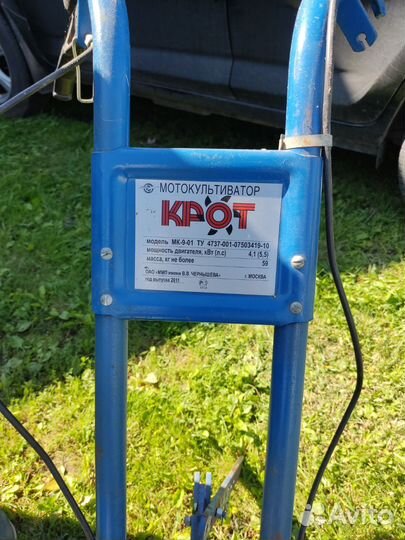 МОТОКУЛЬТИВАТОР
КРОТ
модель МК-9-01 ТУ 4737-001-07503419-10
мощность двигателя, кВт (л.с) 4,1 (5,5)
масса, кг не более 59
ОАО «ММП имени В.В. ЧЕРНЫШЕВА» г. МОСКВА
год выпуска 2011
Avito